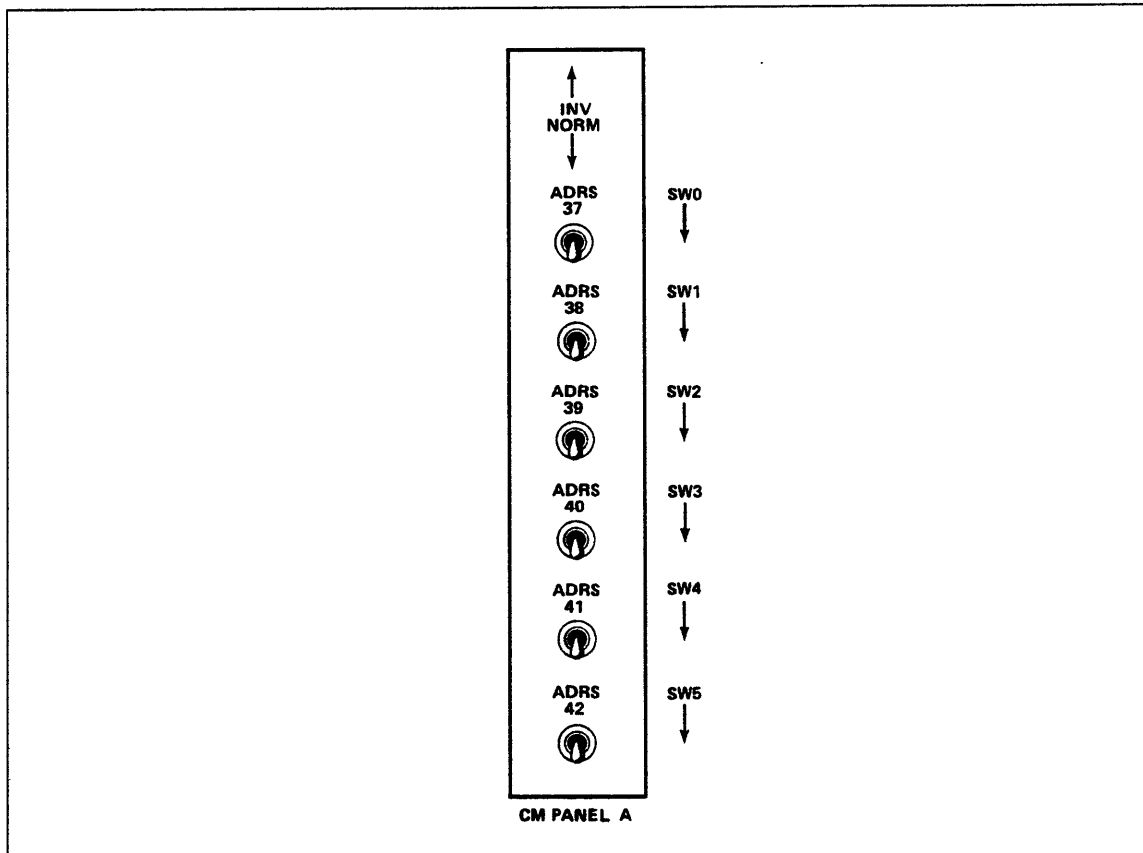 INV
NORM
ADRS
37
SW0
ADRS
38
SW1
ADRS
39
SW2
ADRS
40
SW3
ADRS
41
SW4
ADRS
42
SW5
CM PANEL A